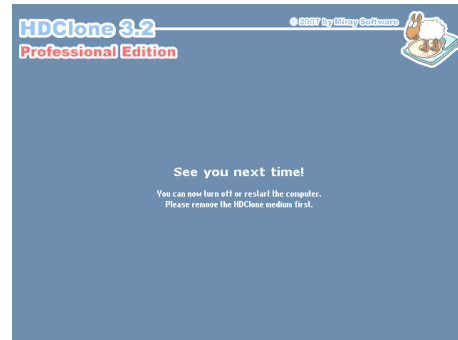 HDClone 3.2
© 2007 by Miray Software
Professional Edition
See you next time!
You can now turn off or restart the computer.
Please remove the HDClone medium first.